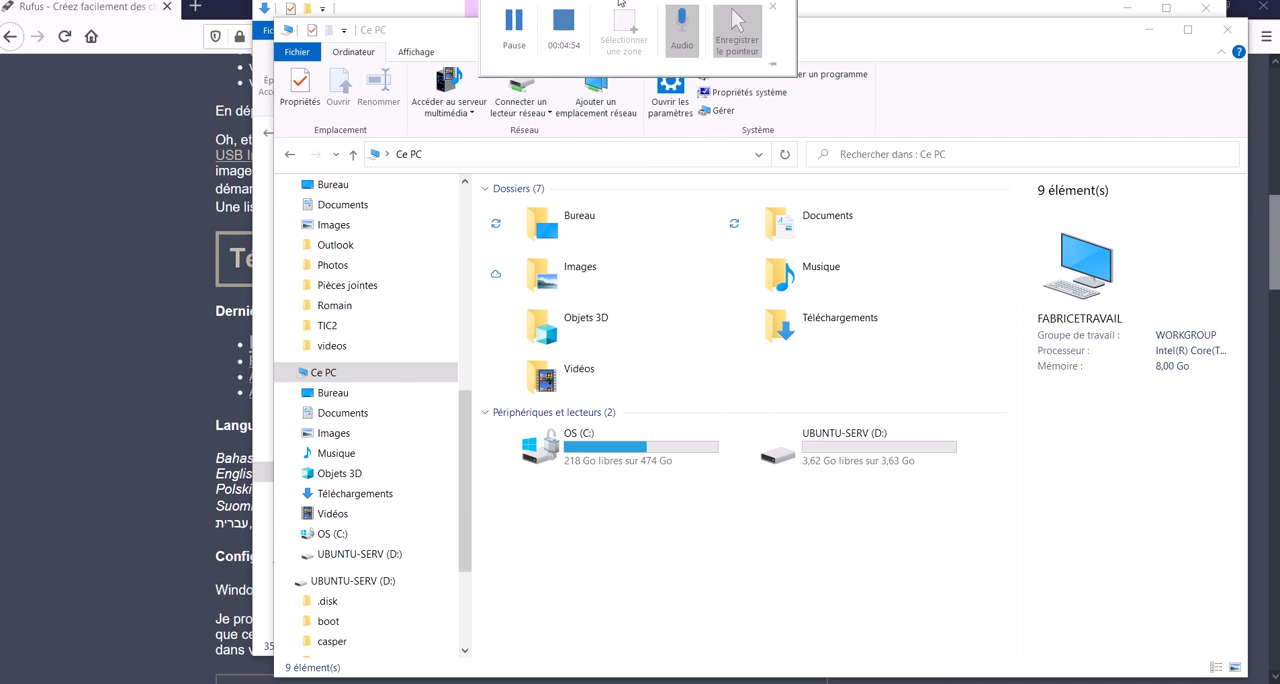 Rufus - Créez facilement des cl
Pause
00:04:54
Sélectionner
une zone
Audio
Enregistrer
le pointeur
Ce PC
Fichier
Ordinateur
Affichage
Propriétés
Ouvrir
Renommer
Accéder au serveur
multimédia
Connecter un
lecteur réseau
Ajouter un
emplacement réseau
Ouvrir les
paramètres
er un programme
Propriétés système
Gérer
Emplacement
Réseau
Système
Ce PC
Rechercher dans : Ce PC
En dé
Oh, et
USB I
image
démar
Une lis
Té
Derniè
Langu
Bahas
English
Polski
Suomi
עברית,
Config
Windo
Je pro
que ce
dans v
35
Bureau
Documents
Images
Outlook
Photos
Pièces jointes
Romain
TIC2
videos
Ce PC
Bureau
Documents
Images
Musique
Objets 3D
Téléchargements
Vidéos
OS (C:)
UBUNTU-SERV (D:)
UBUNTU-SERV (D:)
.disk
boot
casper
Dossiers (7)
Bureau
Documents
Images
Musique
Objets 3D
Téléchargements
Vidéos
Périphériques et lecteurs (2)
OS (C:)
218 Go libres sur 474 Go
UBUNTU-SERV (D:)
3,62 Go libres sur 3,63 Go
9 élément(s)
FABRICETRAVAIL
Groupe de travail : WORKGROUP
Processeur : Intel(R) Core(T...
Mémoire : 8,00 Go
9 élément(s)